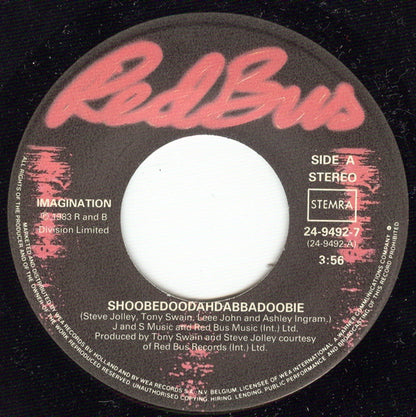 Red Bus
SIDE A
STEREO
STEMRA
24-9492-7
(24-9492-A)
3:56
IMAGINATION
℗ 1983 R and B
Division Limited
SHOOBEDOODAHDABBADOOBIE
(Steve Jolley, Tony Swain, Leee John and Ashley Ingram,)
J and S Music and Red Bus Music (Int.) Ltd.
Produced by Tony Swain and Steve Jolley courtesy
of Red Bus Records (Int.) Ltd.
ALL RIGHTS OF THE PRODUCER AND OF THE OWNER OF THE WORK REPRODUCED RESERVED. UNAUTHORISED COPYING, HIRING, LENDING, PUBLIC PERFORMANCE AND BROADCASTING
MARKETED AND DISTRIBUTED BY WEA RECORDS HOLLAND AND BY WEA RECORDS N.V. BELGIUM. LICENSEE OF WEA INTERNATIONAL. A WARNER COMMUNICATIONS COMPANY